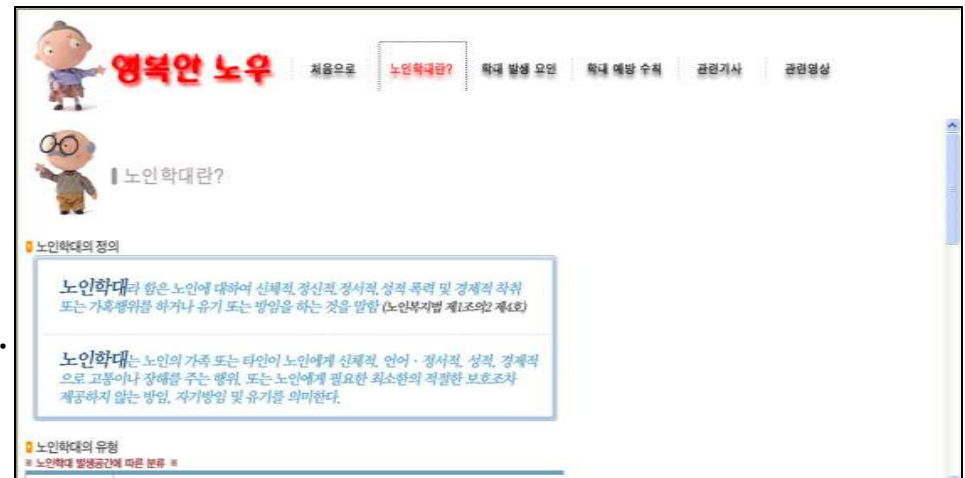 영복안 노우
처음으로 노인학대란? 학대 발생 요인 학대 예방 수칙 관련기사 관련영상
노인학대란?
노인학대의 정의
노인학대라 함은 노인에 대하여 신체적, 정신적, 정서적, 성적 폭력 및 경제적 착취
또는 가혹행위를 하거나 유기 또는 방임을 하는 것을 말함 (노인복지법 제1조의2 제4호)
노인학대는 노인의 가족 또는 타인이 노인에게 신체적, 언어 · 정서적, 성적, 경제적
으로 고통이나 장해를 주는 행위, 또는 노인에게 필요한 최소한의 적절한 보호조차
제공하지 않는 방임, 자기방임 및 유기를 의미한다.
노인학대의 유형
※ 노인학대 발생공간에 따른 분류 ※